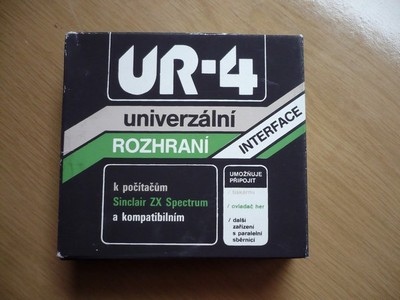 UR-4
univerzální
ROZHRANÍ
INTERFACE
k počítačům
Sinclair ZX Spectrum
a kompatibilním
UMOŽŇUJE
PŘIPOJIT
/ ovladač her
/ další
zařízení
s paralelní
sběrnicí